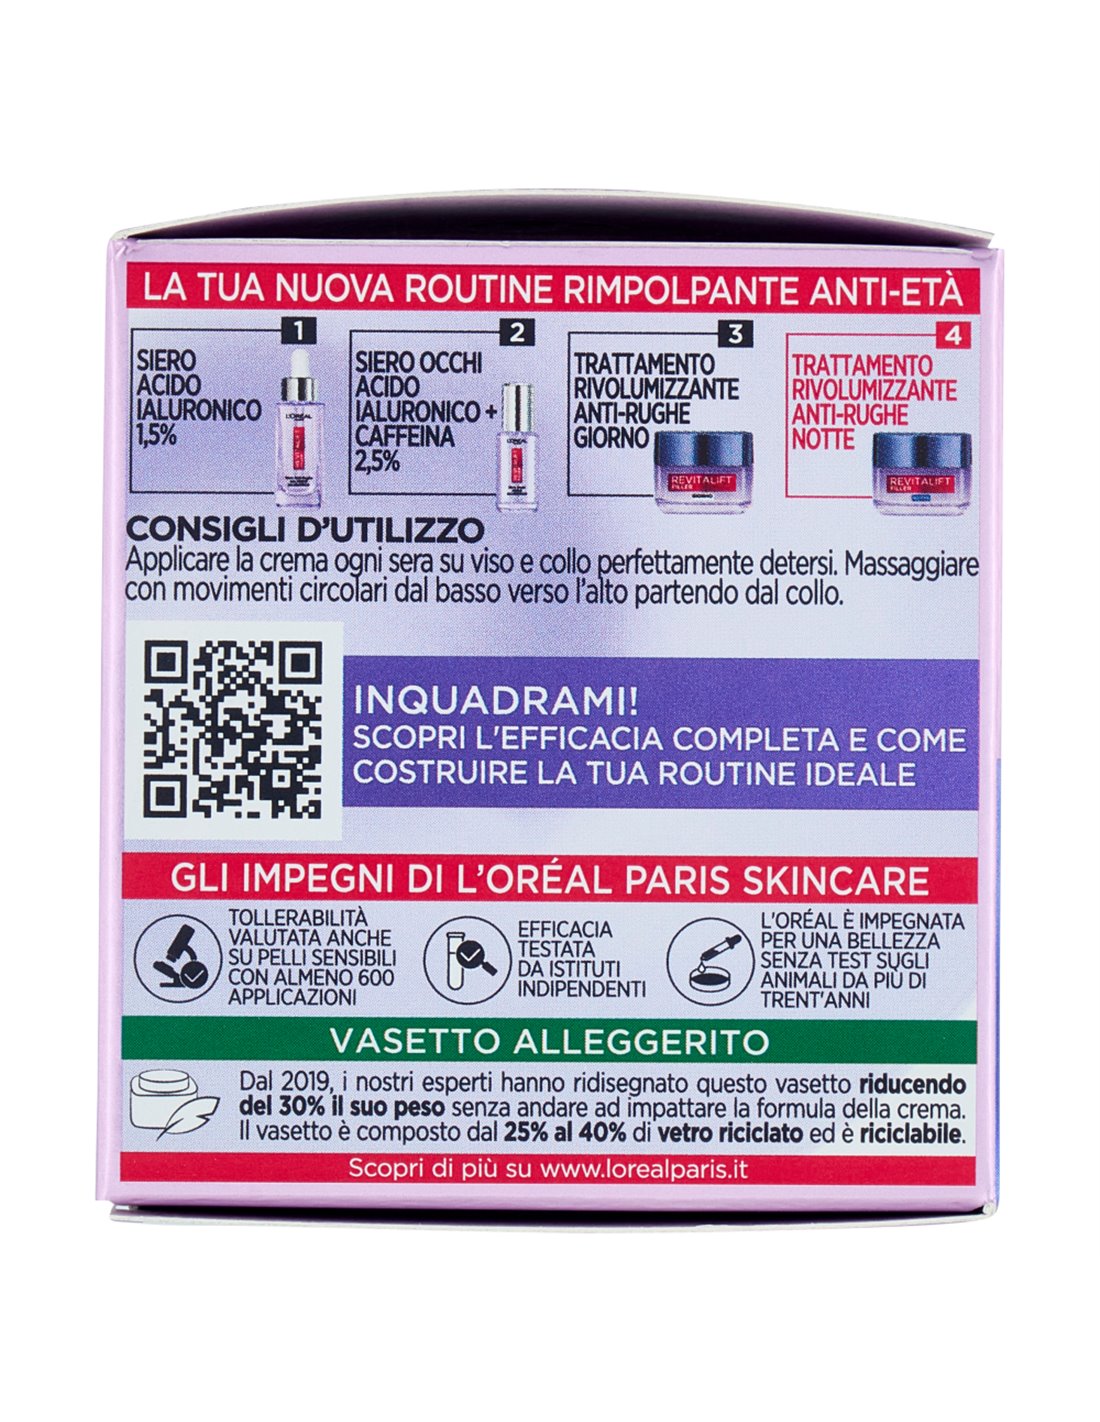 LA TUA NUOVA ROUTINE RIMPOLPANTE ANTI-ETÀ
1
SIERO
ACIDO
IALURONICO
1,5%
L'ORÉAL
2
SIERO OCCHI
ACIDO
IALURONICO +
CAFFEINA
2,5%
3
TRATTAMENTO
RIVOLUMIZZANTE
ANTI-RUGHE
GIORNO
REVITALIFT
FILLER
GIORNO
4
TRATTAMENTO
RIVOLUMIZZANTE
ANTI-RUGHE
NOTTE
REVITALIFT
FILLER
CONSIGLI D'UTILIZZO
Applicare la crema ogni sera su viso e collo perfettamente detersi. Massaggiare
con movimenti circolari dal basso verso l'alto partendo dal collo.
INQUADRAMI!
SCOPRI L'EFFICACIA COMPLETA E COME
COSTRUIRE LA TUA ROUTINE IDEALE
GLI IMPEGNI DI L'ORÉAL PARIS SKINCARE
TOLLERABILITÀ
VALUTATA ANCHE
SU PELLI SENSIBILI
CON ALMENO 600
APPLICAZIONI
EFFICACIA
TESTATA
DA ISTITUTI
INDIPENDENTI
L'ORÉAL È IMPEGNATA
PER UNA BELLEZZA
SENZA TEST SUGLI
ANIMALI DA PIÙ DI
TRENT'ANNI
VASETTO ALLEGGERITO
Dal 2019, i nostri esperti hanno ridisegnato questo vasetto riducendo
del 30% il suo peso senza andare ad impattare la formula della crema.
Il vasetto è composto dal 25% al 40% di vetro riciclato ed è riciclabile.
Scopri di più su www.lorealparis.it